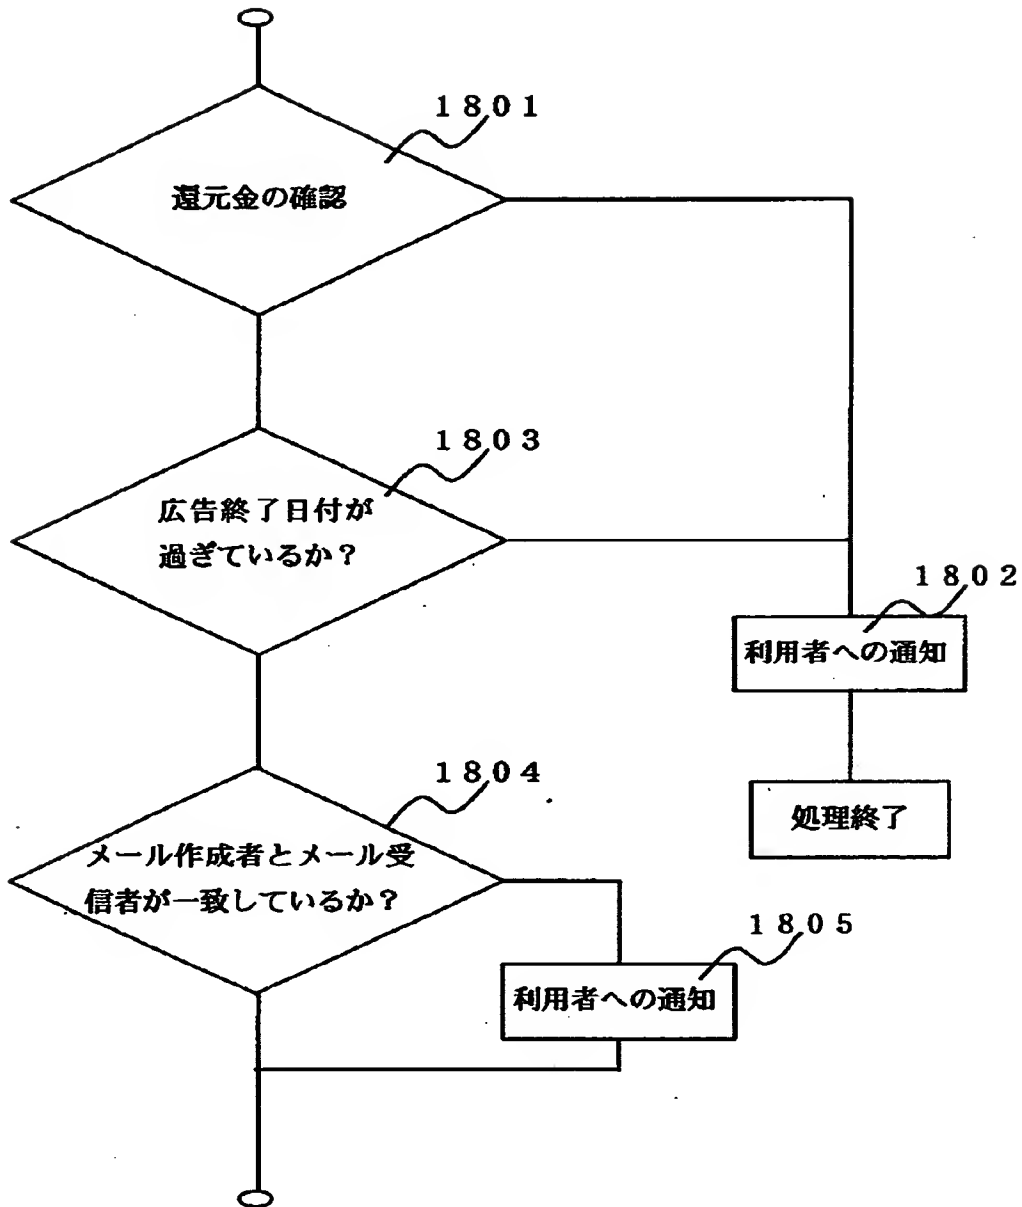 1801
還元金の確認
1803
広告終了日付が
過ぎているか？
1802
利用者への通知
1804
処理終了
メール作成者とメール受
信者が一致しているか？
1805
利用者への通知